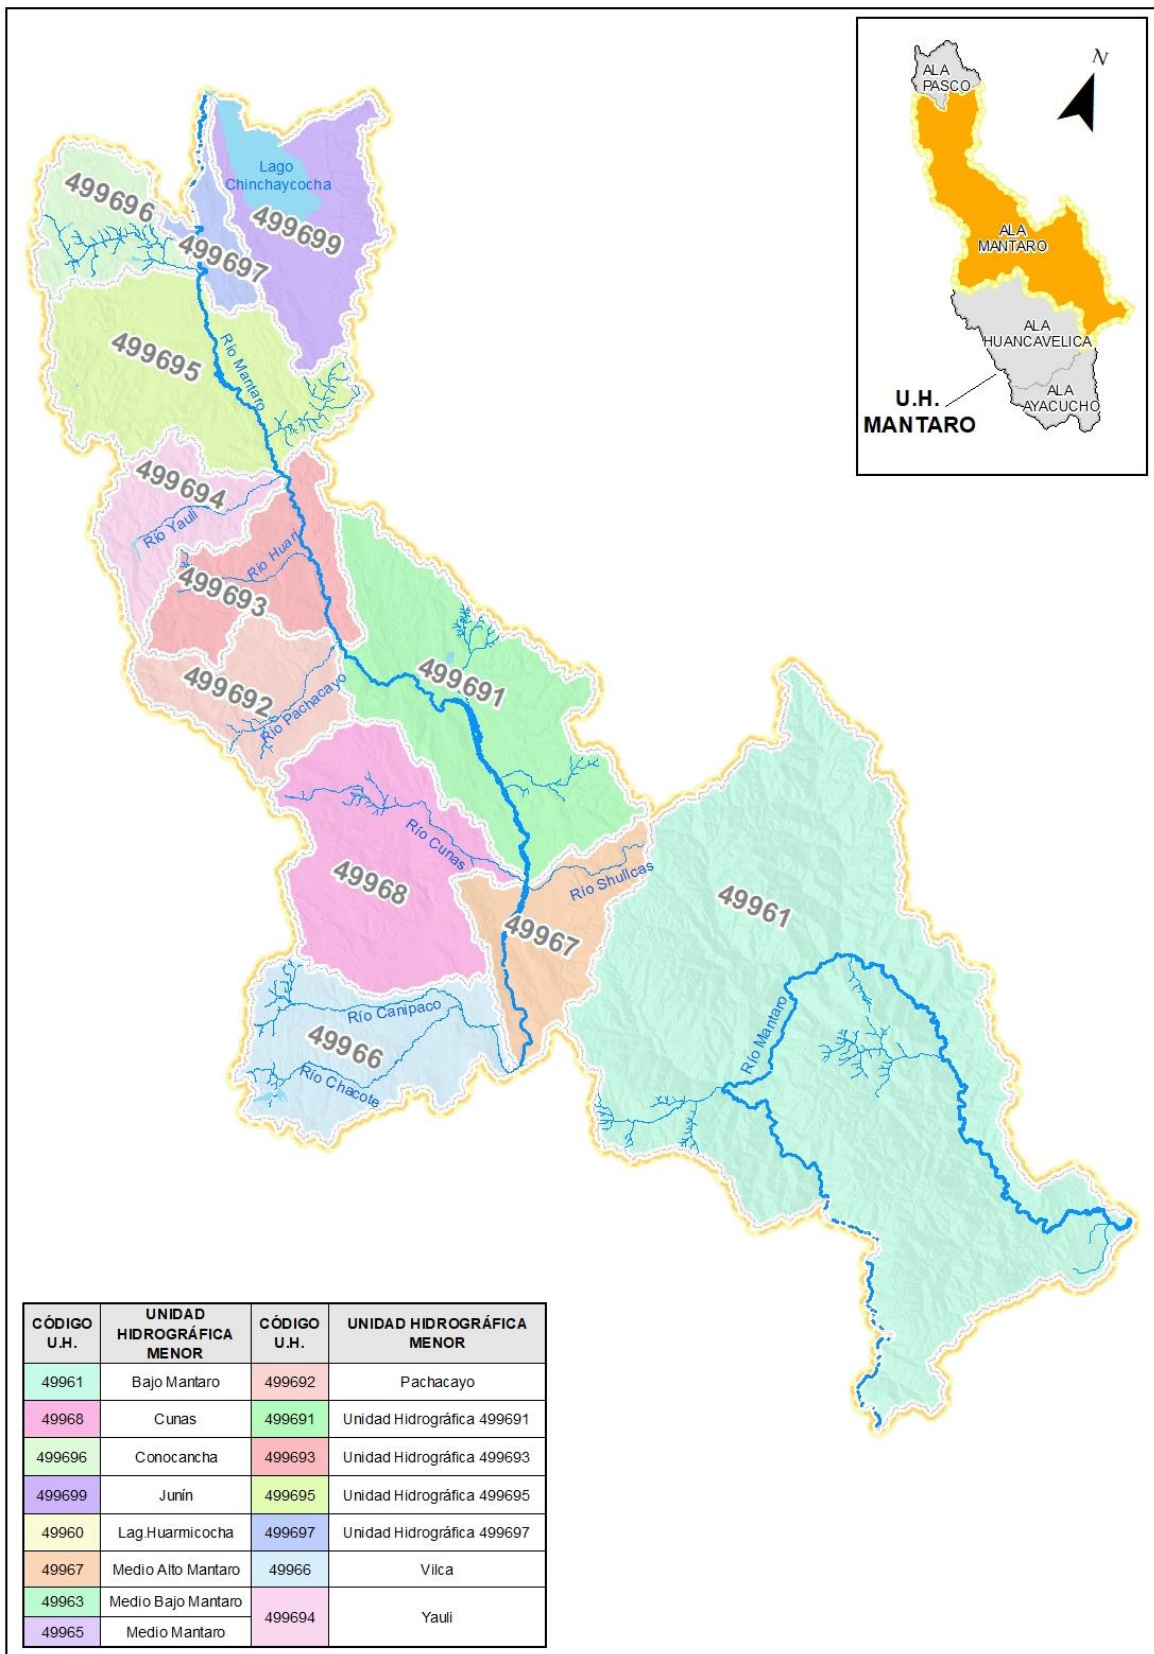 N
ALA
PASCO
ALA
MANTARO
ALA
HUANCAVELICA
ALA
AYACUCHO
U.H.
MANTARO
Lago
Chinchaycocha
499696
499697
499699
499695
Río Mantaro
499694
Río Yauli
Río Huari
499693
499692
Río Pachacayo
499691
Río Cunas
49968
Río Shullcas
49967
49961
Río Canipaco
49966
Río Chacote
Río Mantaro
CÓDIGO U.H. UNIDAD HIDROGRÁFICA MENOR CÓDIGO U.H. UNIDAD HIDROGRÁFICA MENOR
49961 Bajo Mantaro 499692 Pachacayo
49968 Cunas 499691 Unidad Hidrográfica 499691
499696 Conocancha 499693 Unidad Hidrográfica 499693
499699 Junín 499695 Unidad Hidrográfica 499695
49960 Lag.Huarmicocha 499697 Unidad Hidrográfica 499697
49967 Medio Alto Mantaro 49966 Vilca
49963 Medio Bajo Mantaro 499694 Yauli
49965 Medio Mantaro